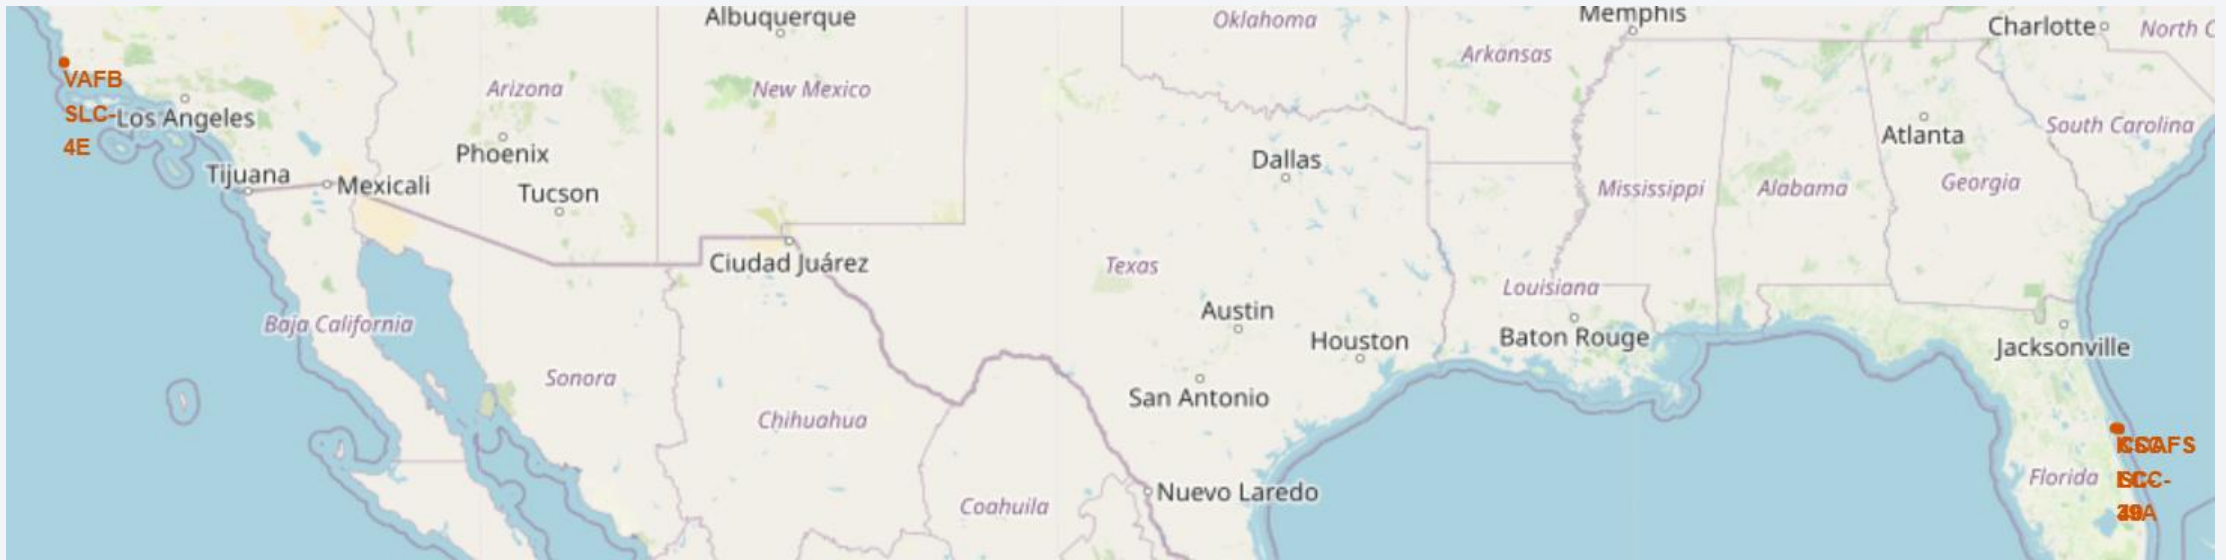 Albuquerque
Oklahoma
Memphis
Charlotte
North C
Arkansas
VAFB
SLC-
4E
Arizona
New Mexico
Los Angeles
South Carolina
Atlanta
Phoenix
Dallas
Tijuana
Mexicali
Tucson
Mississippi
Alabama
Georgia
Ciudad Juárez
Texas
Louisiana
Austin
Baja California
Houston
Baton Rouge
Jacksonville
Sonora
San Antonio
Chihuahua
Florida
Nuevo Laredo
Coahuila